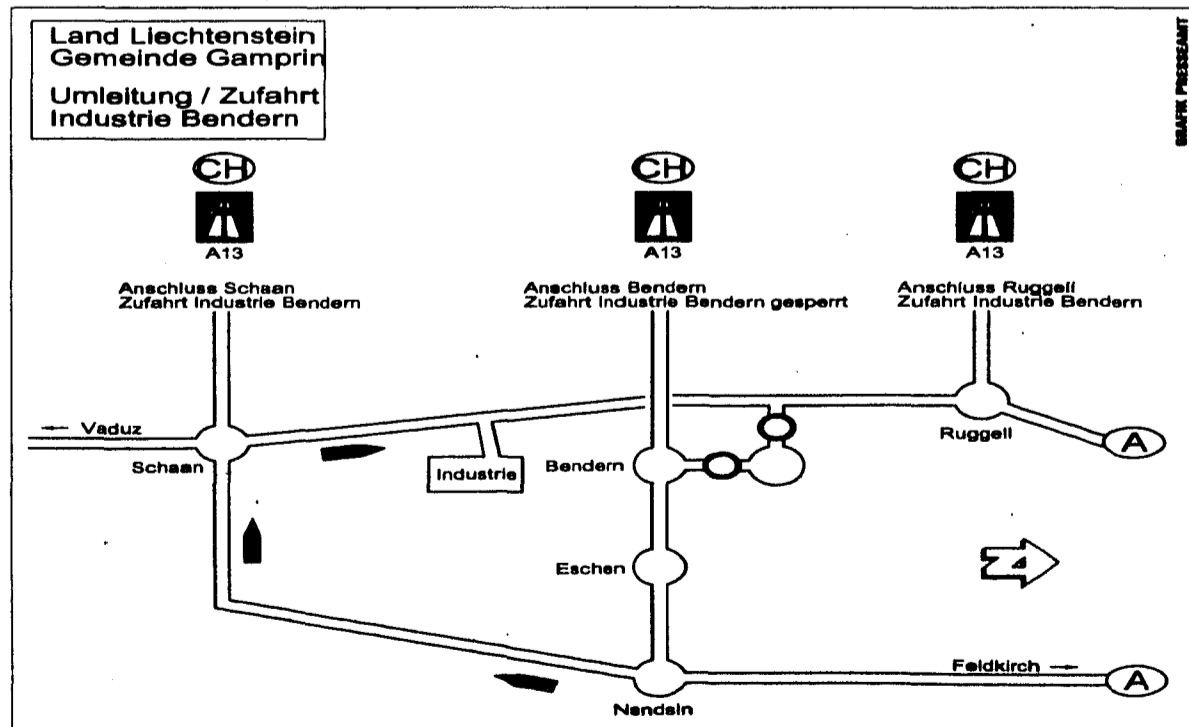 Land Liechtenstein
Gemeinde Gamprin
Umleitung / Zufahrt
Industrie Bendern
GRAFIK PRESSEAMT
CH
CH
CH
A13
A13
A13
Anschluss Schaan
Zufahrt Industrie Bendern
Anschluss Bendern
Zufahrt Industrie Bendern gesperrt
Anschluss Ruggell
Zufahrt Industrie Bendern
← Vaduz
Schaan
Industrie
Bendern
Ruggell
A
Eschen
N
Feldkirch →
A
Nendeln